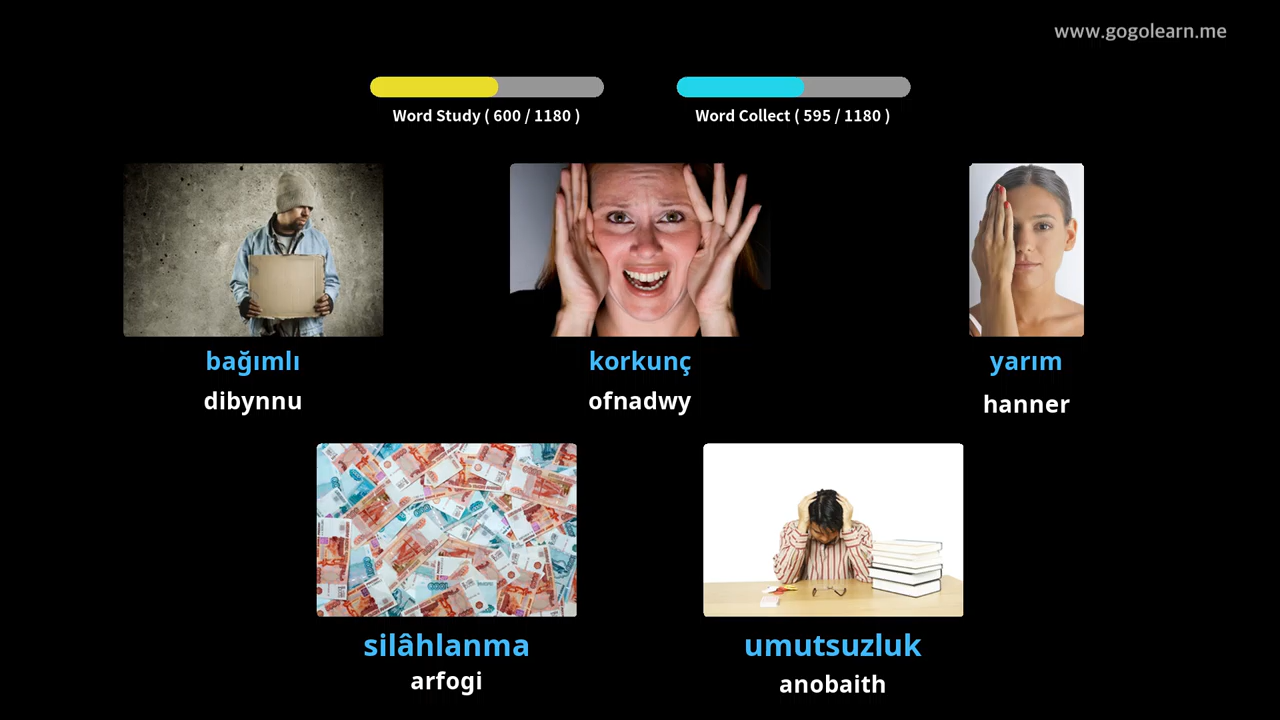 www.gogolearn.me
Word Study ( 600 / 1180 )
Word Collect ( 595 / 1180 )
bağımlı
dibynnu
korkunç
ofnadwy
yarım
hanner
silâhlanma
arfogi
umutsuzluk
anobaith